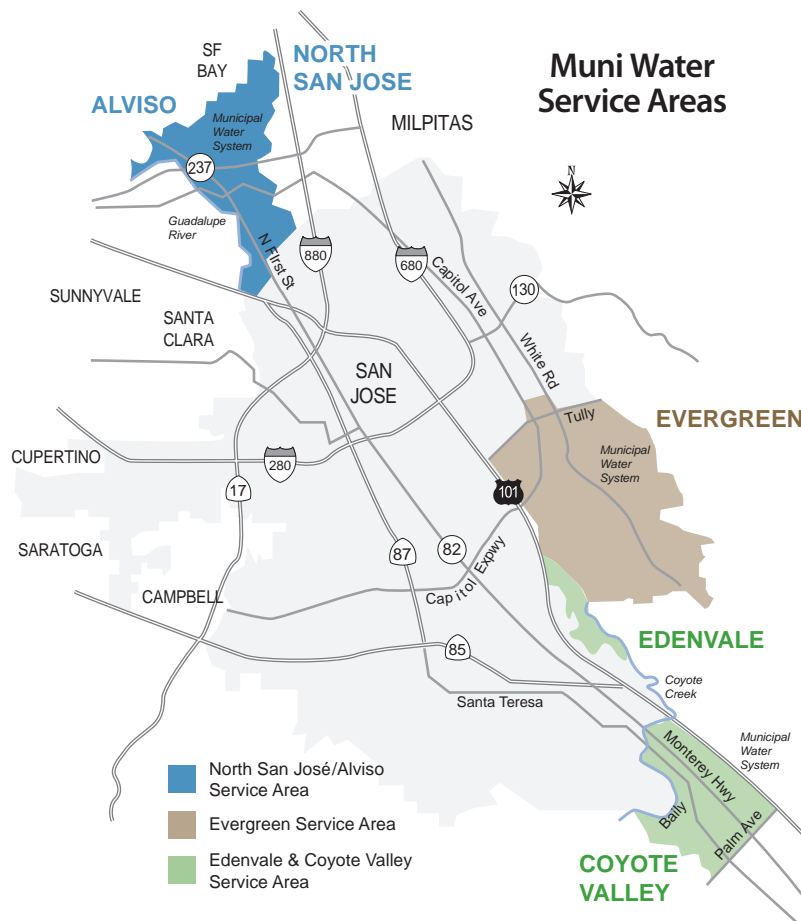 Muni Water
Service Areas
SF
BAY
NORTH
SAN JOSE
ALVISO
Municipal
Water
System
MILPITAS
N
237
Guadalupe
River
N First St
880
680
Capitol Ave
130
SUNNYVALE
SANTA
CLARA
White Rd
SAN
JOSE
Tully
EVERGREEN
Municipal
Water
System
CUPERTINO
280
17
101
SARATOGA
87
82
Capitol Expwy
CAMPBELL
85
EDENVALE
Coyote
Creek
Santa Teresa
Monterey Hwy
Municipal
Water
System
Baily
Palm Ave
COYOTE
VALLEY
North San José/Alviso
Service Area
Evergreen Service Area
Edenvale & Coyote Valley
Service Area